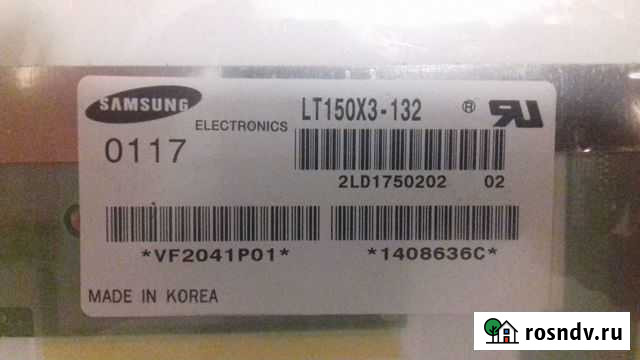 SAMSUNG ELECTRONICS
LT150X3-132 ®
0117
2LD1750202 02
*VF2041P01* *1408636C*
MADE IN KOREA
rosndv.ru